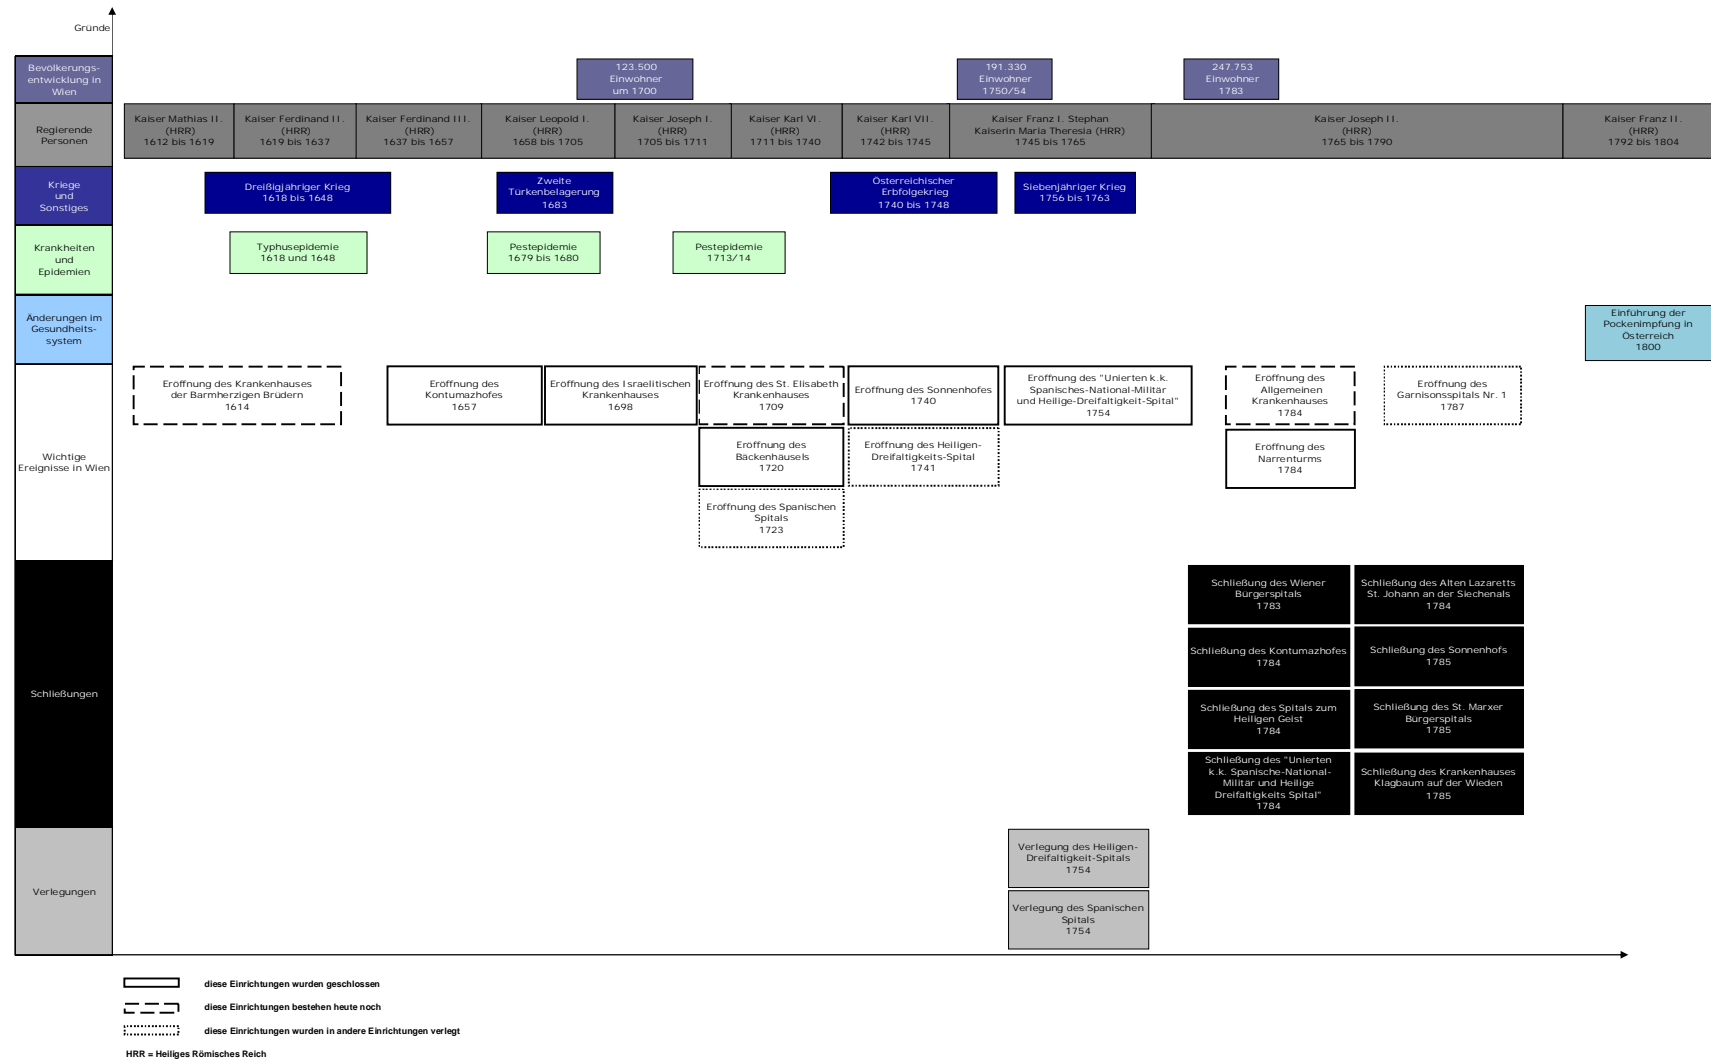 Gründe
Bevölkerungs-
entwicklung in
Wien
123.500
Einwohner
um 1700
191.330
Einwohner
1750/54
247.753
Einwohner
1783
Regierende
Personen
Kaiser Mathias II.
(HRR)
1612 bis 1619
Kaiser Ferdinand II.
(HRR)
1619 bis 1637
Kaiser Ferdinand III.
(HRR)
1637 bis 1657
Kaiser Leopold I.
(HRR)
1658 bis 1705
Kaiser Joseph I.
(HRR)
1705 bis 1711
Kaiser Karl VI.
(HRR)
1711 bis 1740
Kaiser Karl VII.
(HRR)
1742 bis 1745
Kaiser Franz I. Stephan
Kaiserin Maria Theresia (HRR)
1745 bis 1765
Kaiser Joseph II.
(HRR)
1765 bis 1790
Kaiser Franz II.
(HRR)
1792 bis 1804
Kriege
und
Sonstiges
Dreißigjähriger Krieg
1618 bis 1648
Zweite
Türkenbelagerung
1683
Österreichischer
Erbfolgekrieg
1740 bis 1748
Siebenjähriger Krieg
1756 bis 1763
Krankheiten
und
Epidemien
Typhusepidemie
1618 und 1648
Pestepidemie
1679 bis 1680
Pestepidemie
1713/14
Änderungen im
Gesundheits-
system
Einführung der
Pockenimpfung in
Österreich
1800
Wichtige
Ereignisse in Wien
Eröffnung des Krankenhauses
der Barmherzigen Brüdern
1614
Eröffnung des
Kontumazhofes
1657
Eröffnung des Israelitischen
Krankenhauses
1698
Eröffnung des St. Elisabeth
Krankenhauses
1709
Eröffnung des Sonnenhofes
1740
Eröffnung des "Unierten k.k.
Spanisches-National-Militär
und Heilige-Dreifaltigkeit-Spital"
1754
Eröffnung des
Allgemeinen
Krankenhauses
1784
Eröffnung des
Garnisonsspitals Nr. 1
1787
Eröffnung des
Bäckenhäusels
1720
Eröffnung des Heiligen-
Dreifaltigkeits-Spital
1741
Eröffnung des
Narrenturms
1784
Eröffnung des Spanischen
Spitals
1723
Schließungen
Schließung des Wiener
Bürgerspitals
1783
Schließung des Alten Lazaretts
St. Johann an der Siechenals
1784
Schließung des Kontumazhofes
1784
Schließung des Sonnenhofs
1785
Schließung des Spitals zum
Heiligen Geist
1784
Schließung des St. Marxer
Bürgerspitals
1785
Schließung des "Unierten
k.k. Spanische-National-
Militär und Heilige
Dreifaltigkeits Spital"
1784
Schließung des Krankenhauses
Klagbaum auf der Wieden
1785
Verlegungen
Verlegung des Heiligen-
Dreifaltigkeit-Spitals
1754
Verlegung des Spanischen
Spitals
1754
diese Einrichtungen wurden geschlossen
diese Einrichtungen bestehen heute noch
diese Einrichtungen wurden in andere Einrichtungen verlegt
HRR = Heiliges Römisches Reich